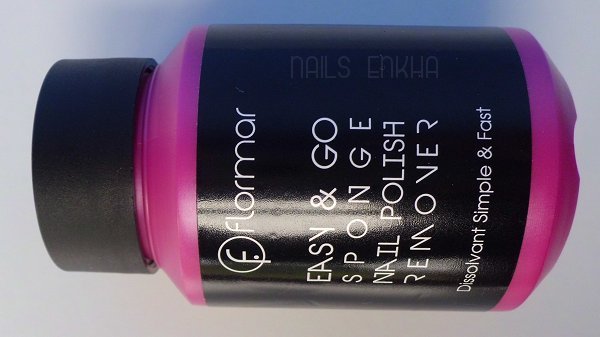 NAILS ENKHA
flormar
EASY & GO
SPONGE
NAIL POLISH
REMOVER
Dissolvant Simple & Fast